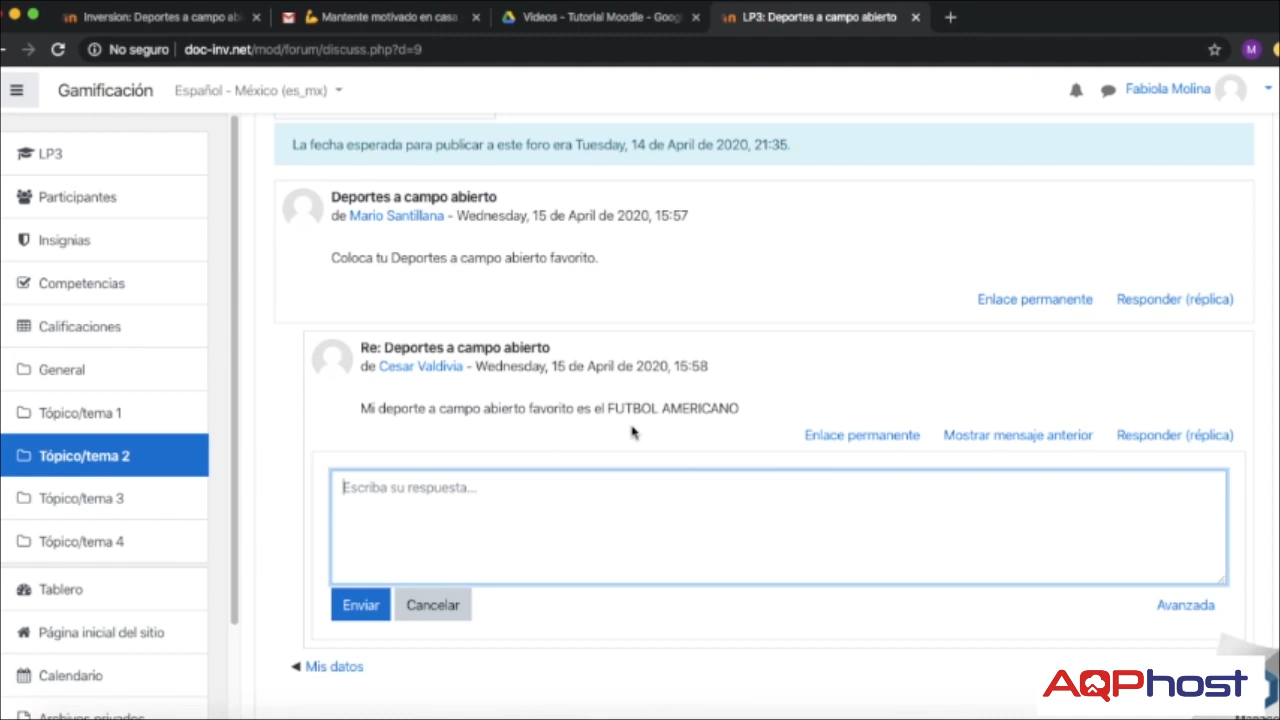 Inversion: Deportes a campo ab
Mantente motivado en casa
Videos - Tutorial Moodle - Goog
LP3: Deportes a campo abierto
No seguro | doc-inv.net/mod/forum/discuss.php?d=9
M
Gamificación
Español - México (es_mx)
Fabiola Molina
LP3
Participantes
Insignias
Competencias
Calificaciones
General
Tópico/tema 1
Tópico/tema 2
Tópico/tema 3
Tópico/tema 4
Tablero
Página inicial del sitio
Calendario
Archivos privados
La fecha esperada para publicar a este foro era Tuesday, 14 de April de 2020, 21:35.
Deportes a campo abierto
de Mario Santillana - Wednesday, 15 de April de 2020, 15:57
Coloca tu Deportes a campo abierto favorito.
Enlace permanente Responder (réplica)
Re: Deportes a campo abierto
de Cesar Valdivia - Wednesday, 15 de April de 2020, 15:58
Mi deporte a campo abierto favorito es el FUTBOL AMERICANO
Enlace permanente Mostrar mensaje anterior Responder (réplica)
Escriba su respuesta...
Enviar Cancelar Avanzada
◀ Mis datos
AQPhost